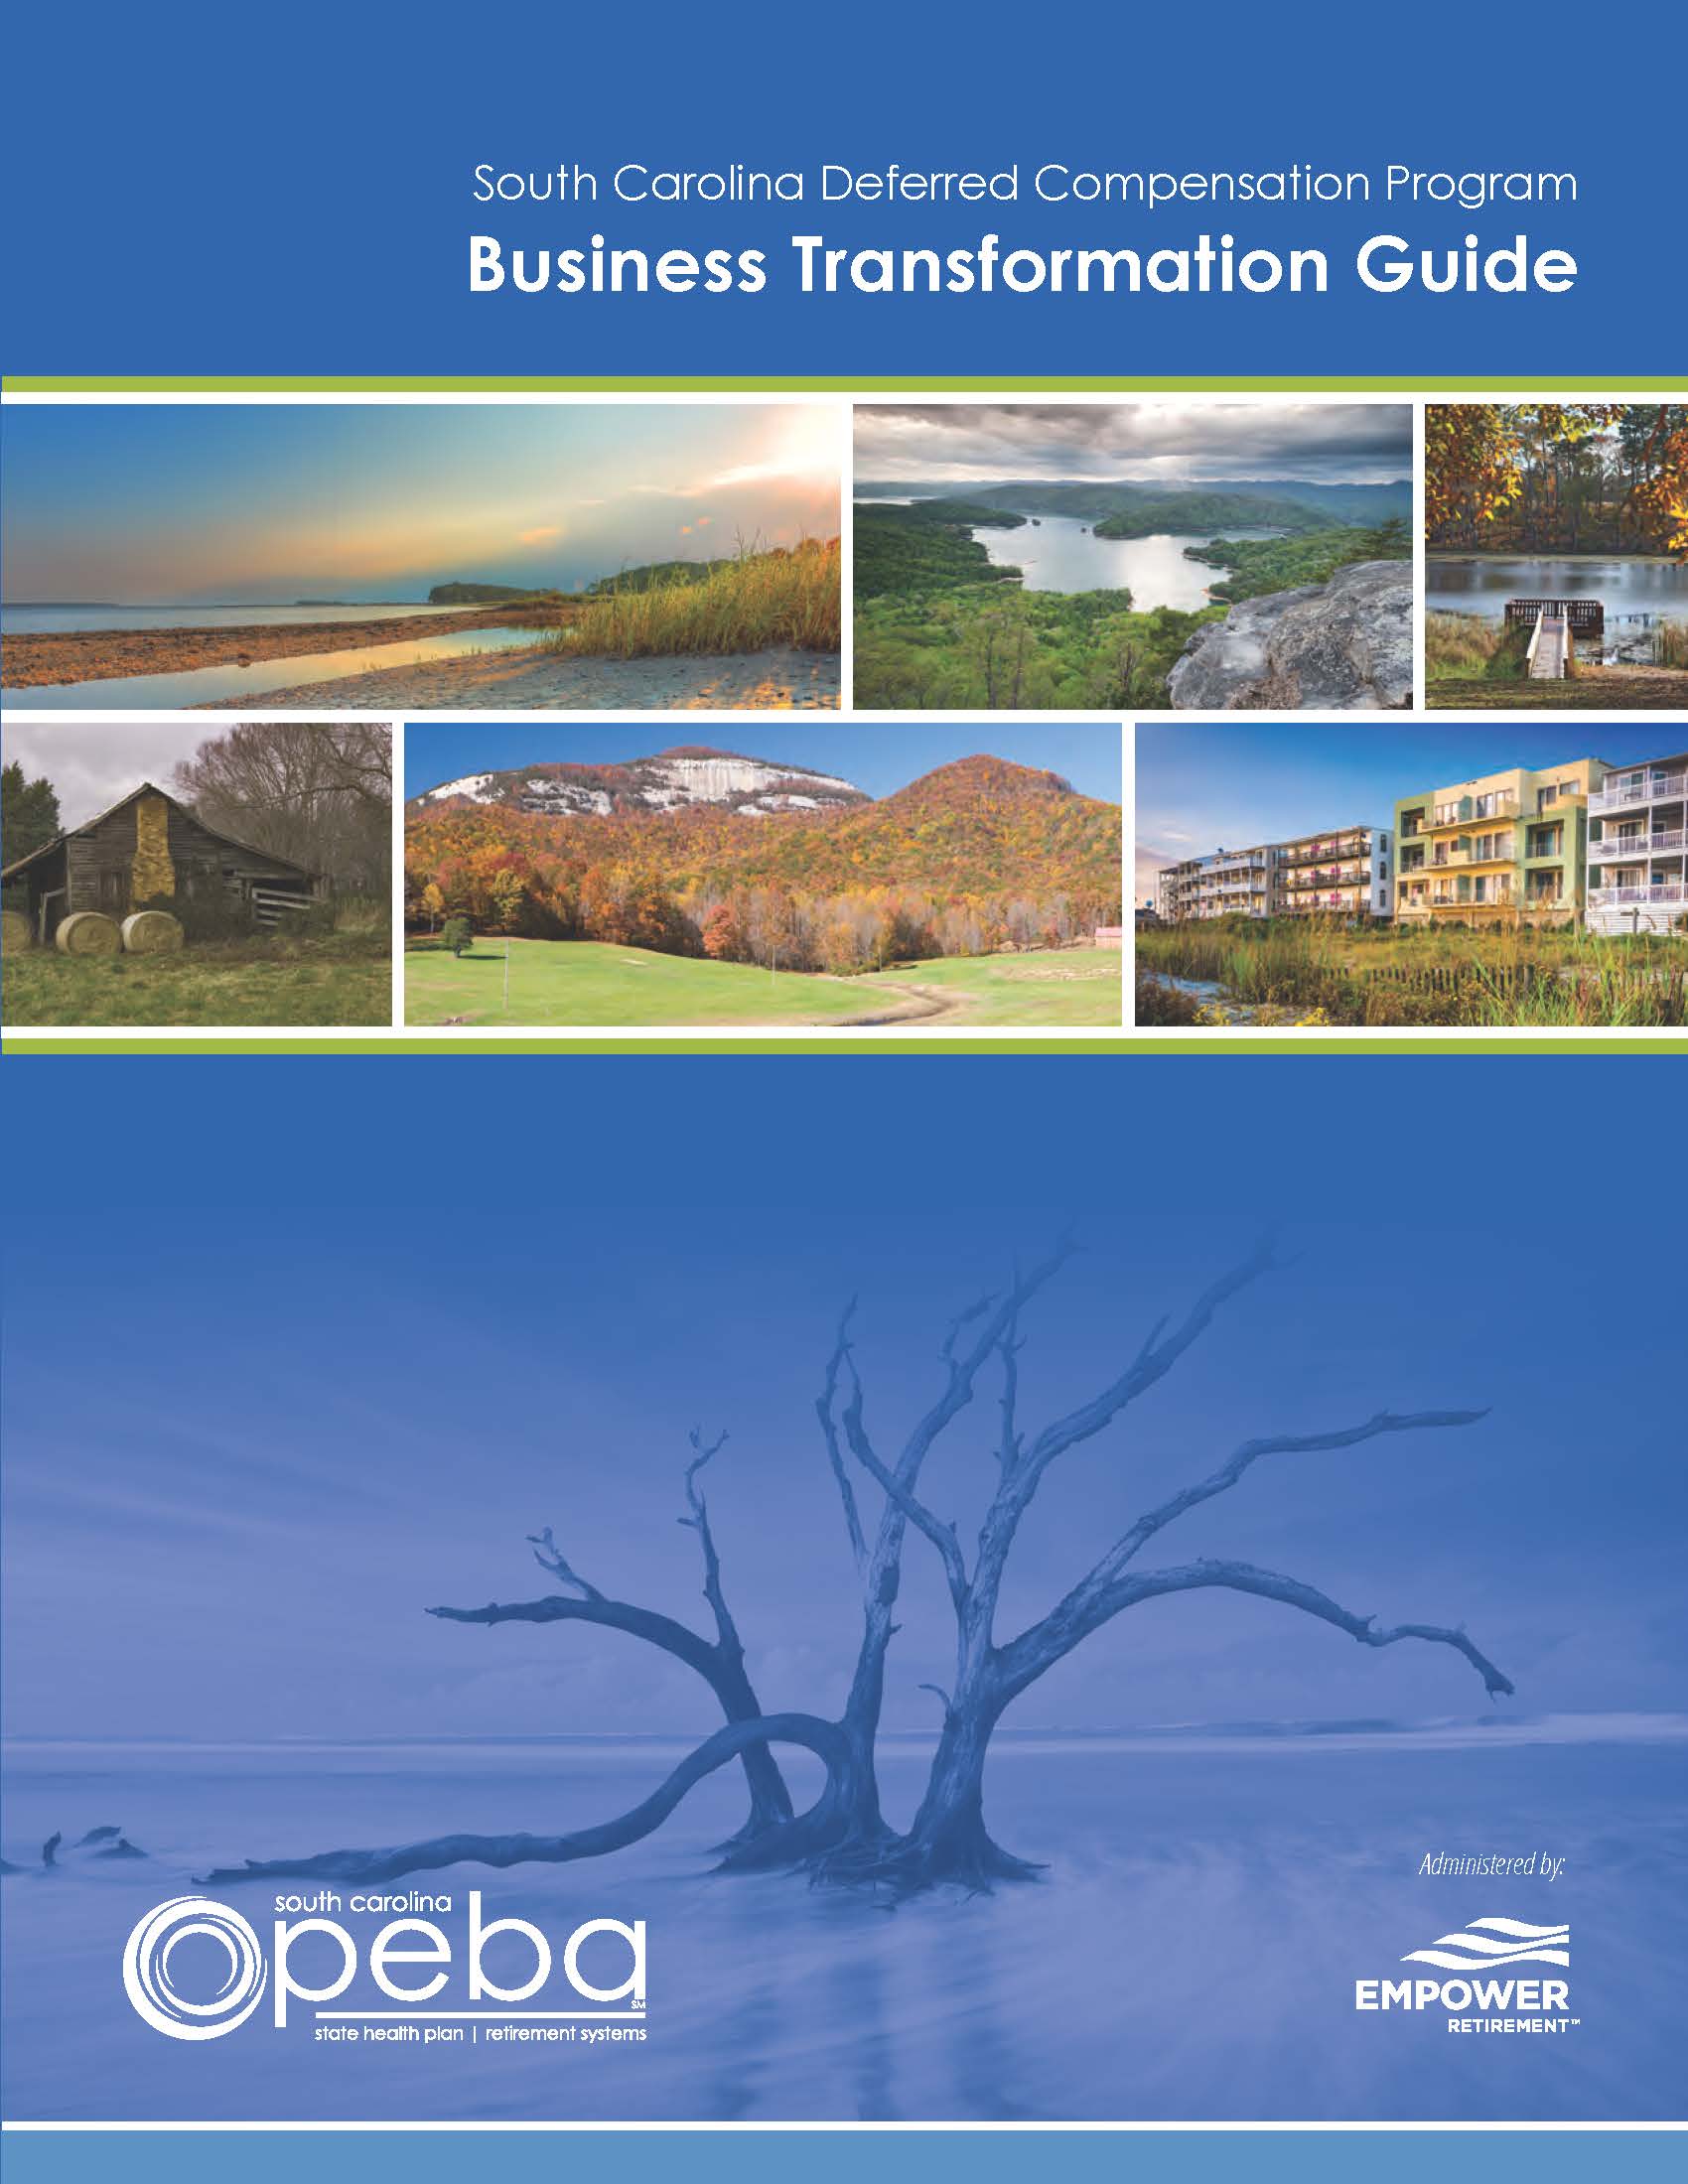 South Carolina Deferred Compensation Program
Business Transformation Guide
Administered by:
south carolina
peba
SM
state health plan | retirement systems
EMPOWER
RETIREMENT™